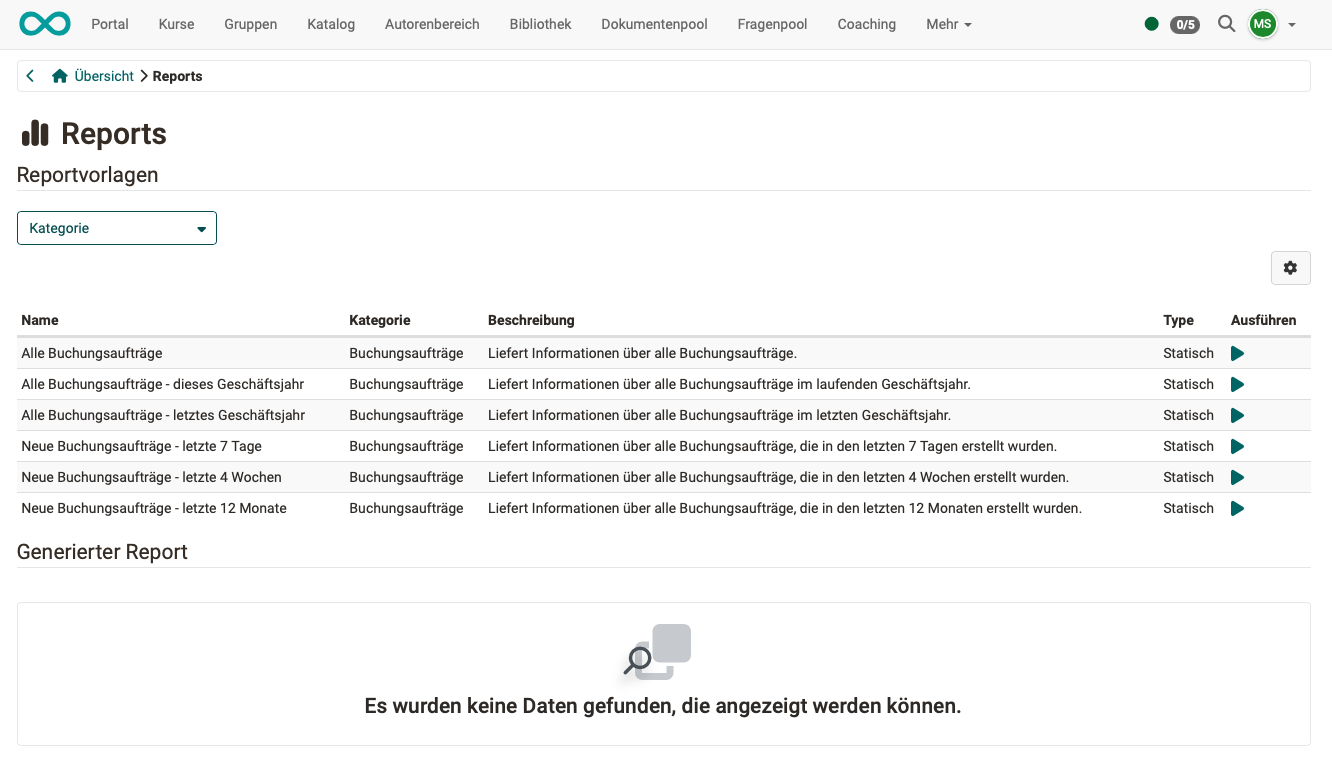 Portal Kurse Gruppen Katalog Autorenbereich Bibliothek Dokumentenpool Fragenpool Coaching Mehr 0/5 MS
Übersicht Reports
Reports
Reportvorlagen
Kategorie
Name Kategorie Beschreibung Type Ausführen
Alle Buchungsaufträge Buchungsaufträge Liefert Informationen über alle Buchungsaufträge. Statisch
Alle Buchungsaufträge - dieses Geschäftsjahr Buchungsaufträge Liefert Informationen über alle Buchungsaufträge im laufenden Geschäftsjahr. Statisch
Alle Buchungsaufträge - letztes Geschäftsjahr Buchungsaufträge Liefert Informationen über alle Buchungsaufträge im letzten Geschäftsjahr. Statisch
Neue Buchungsaufträge - letzte 7 Tage Buchungsaufträge Liefert Informationen über alle Buchungsaufträge, die in den letzten 7 Tagen erstellt wurden. Statisch
Neue Buchungsaufträge - letzte 4 Wochen Buchungsaufträge Liefert Informationen über alle Buchungsaufträge, die in den letzten 4 Wochen erstellt wurden. Statisch
Neue Buchungsaufträge - letzte 12 Monate Buchungsaufträge Liefert Informationen über alle Buchungsaufträge, die in den letzten 12 Monaten erstellt wurden. Statisch
Generierter Report
Es wurden keine Daten gefunden, die angezeigt werden können.